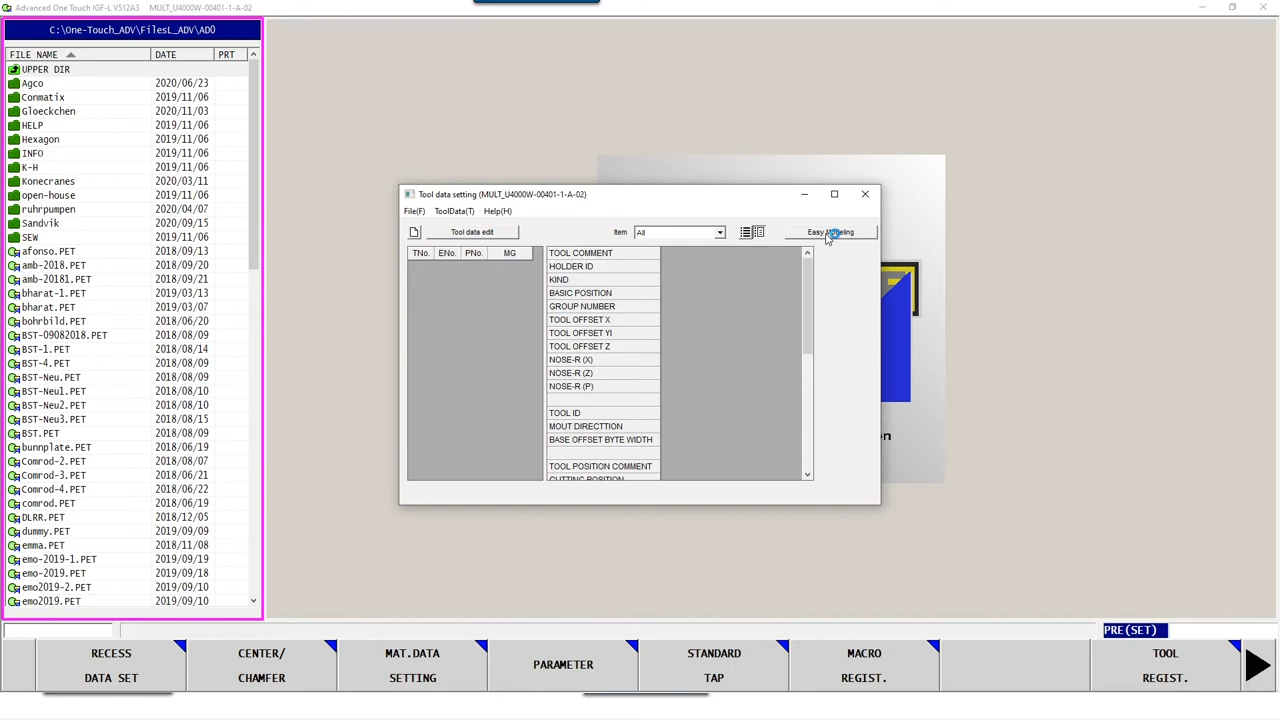 Advanced One Touch IGF-L V512A3 MULT_U4000W-00401-1-A-02
C:\One-Touch_ADV\FilesL_ADV\AD0
FILE NAME DATE PRT
UPPER DIR
Agco 2020/06/23
Conmatix 2019/11/06
Gloeckchen 2020/11/03
HELP 2019/11/06
Hexagon 2019/11/06
INFO 2019/11/06
K-H 2019/11/06
Konecranes 2020/03/11
open-house 2019/11/06
ruhrpumpen 2020/04/07
Sandvik 2020/09/15
SEW 2019/11/06
afonso.PET 2018/09/13
amb-2018.PET 2018/09/13
amb-20181.PET 2018/09/21
bharat-1.PET 2019/03/13
bharat.PET 2019/03/07
bohrbild.PET 2018/06/20
BST-09082018.PET 2018/08/09
BST-1.PET 2018/08/14
BST-4.PET 2018/08/09
BST-Neu.PET 2018/08/09
BST-Neu1.PET 2018/08/10
BST-Neu2.PET 2018/08/10
BST-Neu3.PET 2018/08/15
BST.PET 2018/08/09
bunnplate.PET 2018/06/19
Comrod-2.PET 2018/08/07
Comrod-3.PET 2018/06/21
Comrod-4.PET 2018/06/22
comrod.PET 2018/06/19
DLRR.PET 2018/12/05
dummy.PET 2019/09/09
emma.PET 2018/11/08
emo-2019-1.PET 2019/09/19
emo-2019.PET 2019/09/18
emo2019-2.PET 2019/09/10
emo2019.PET 2019/09/10
Tool data setting (MULT_U4000W-00401-1-A-02)
File(F) ToolData(T) Help(H)
Tool data edit Item All Easy Modeling
TNo. ENo. PNo. MG
TOOL COMMENT
HOLDER ID
KIND
BASIC POSITION
GROUP NUMBER
TOOL OFFSET X
TOOL OFFSET YI
TOOL OFFSET Z
NOSE-R (X)
NOSE-R (Z)
NOSE-R (P)
TOOL ID
MOUT DIRECTTION
BASE OFFSET BYTE WIDTH
TOOL POSITION COMMENT
CUTTING POSITION
on
PRE(SET)
RECESS DATA SET
CENTER/ CHAMFER
MAT.DATA SETTING
PARAMETER
STANDARD TAP
MACRO REGIST.
TOOL REGIST.